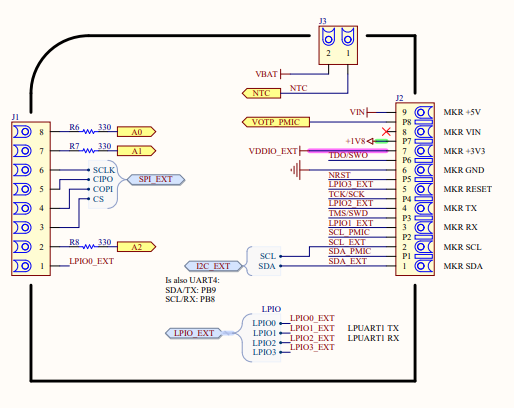 J3
2 1
VBAT
NTC NTC
J2
VIN 9 MKR +5V
VOTP_PMIC P8
8 MKR VIN
+1V8 P7
VDDIO_EXT 7 MKR +3V3
TDO/SWO P6
6 MKR GND
NRST P5
LPIO3_EXT 5 MKR RESET
TCK/SCK P4
LPIO2_EXT 4 MKR TX
TMS/SWD P3
LPIO1_EXT 3 MKR RX
SCL_PMIC P2
SCL_EXT 2 MKR SCL
SDA_PMIC P1
SDA_EXT 1 MKR SDA
J1
8 R6 330 A0
7 R7 330 A1
6 SCLK
5 CIPO
4 COPI
3 CS
SPI_EXT
2 R8 330 A2
1 LPIO0_EXT
I2C_EXT
SCL
SDA
Is also UART4:
SDA/TX: PB9
SCL/RX: PB8
LPIO
LPIO_EXT
LPIO0 LPIO0_EXT
LPIO1 LPIO1_EXT LPUART1 TX
LPIO2 LPIO2_EXT LPUART1 RX
LPIO3 LPIO3_EXT